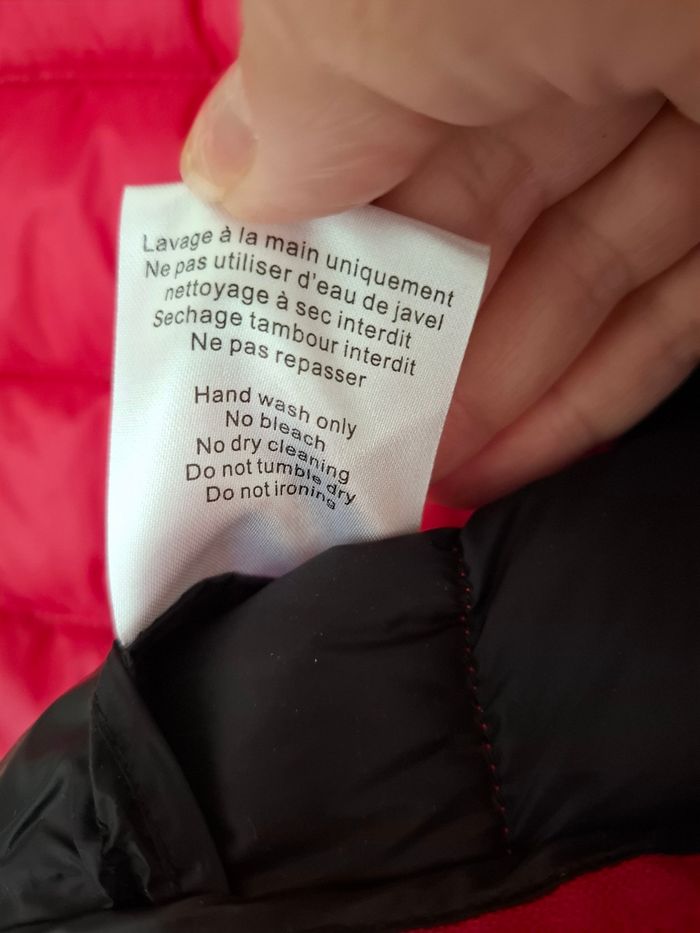 Lavage à la main uniquement
Ne pas utiliser d'eau de javel
nettoyage à sec interdit
Sechage tambour interdit
Ne pas repasser
Hand wash only
No bleach
No dry cleaning
Do not tumble dry
Do not ironing